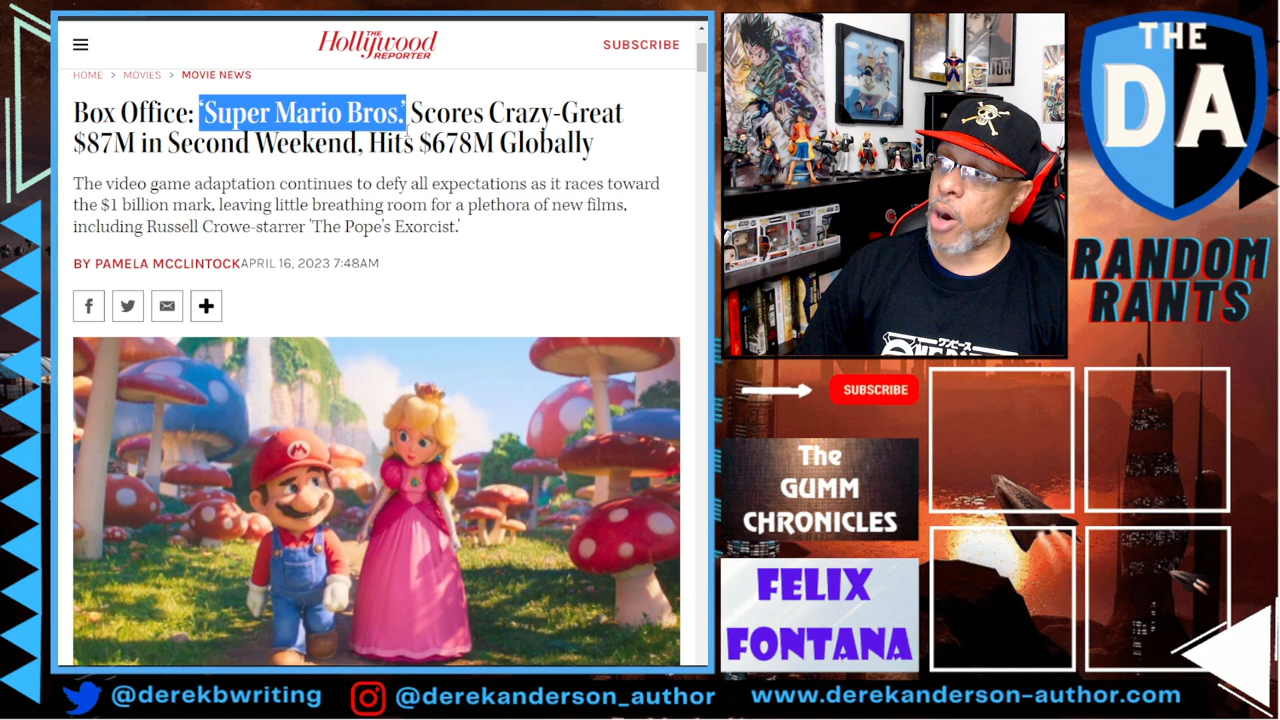 THE
Hollywood
REPORTER
SUBSCRIBE
HOME > MOVIES > MOVIE NEWS
Box Office: ‘Super Mario Bros.’ Scores Crazy-Great
$87M in Second Weekend, Hits $678M Globally
The video game adaptation continues to defy all expectations as it races toward
the $1 billion mark, leaving little breathing room for a plethora of new films,
including Russell Crowe-starrer 'The Pope's Exorcist.'
BY PAMELA MCCLINTOCKAPRIL 16, 2023 7:48AM
M
THE
DA
RANDOM
RANTS
SUBSCRIBE
The
GUMM
CHRONICLES
FELIX
FONTANA
@derekbwriting
@derekanderson_author
www.derekanderson-author.com